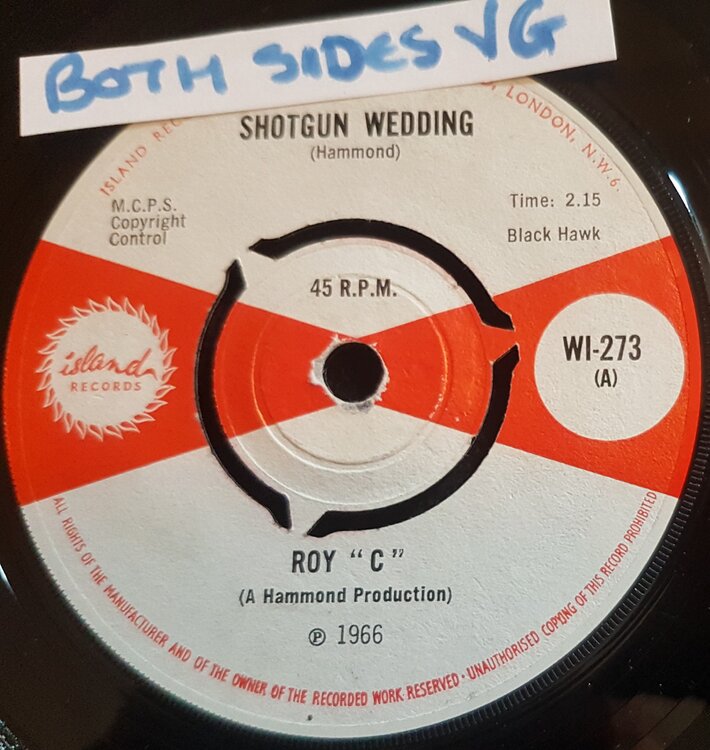 BOTH SIDES VG
ISLAND REC
, LONDON, N.W.6.
SHOTGUN WEDDING
(Hammond)
M.C.P.S.
Copyright
Control
Time: 2.15
Black Hawk
45 R.P.M.
island
RECORDS
WI-273
(A)
ROY "C"
(A Hammond Production)
℗ 1966
ALL RIGHTS OF THE MANUFACTURER AND OF THE OWNER OF THE RECORDED WORK RESERVED · UNAUTHORISED COPYING OF THIS RECORD PROHIBITED